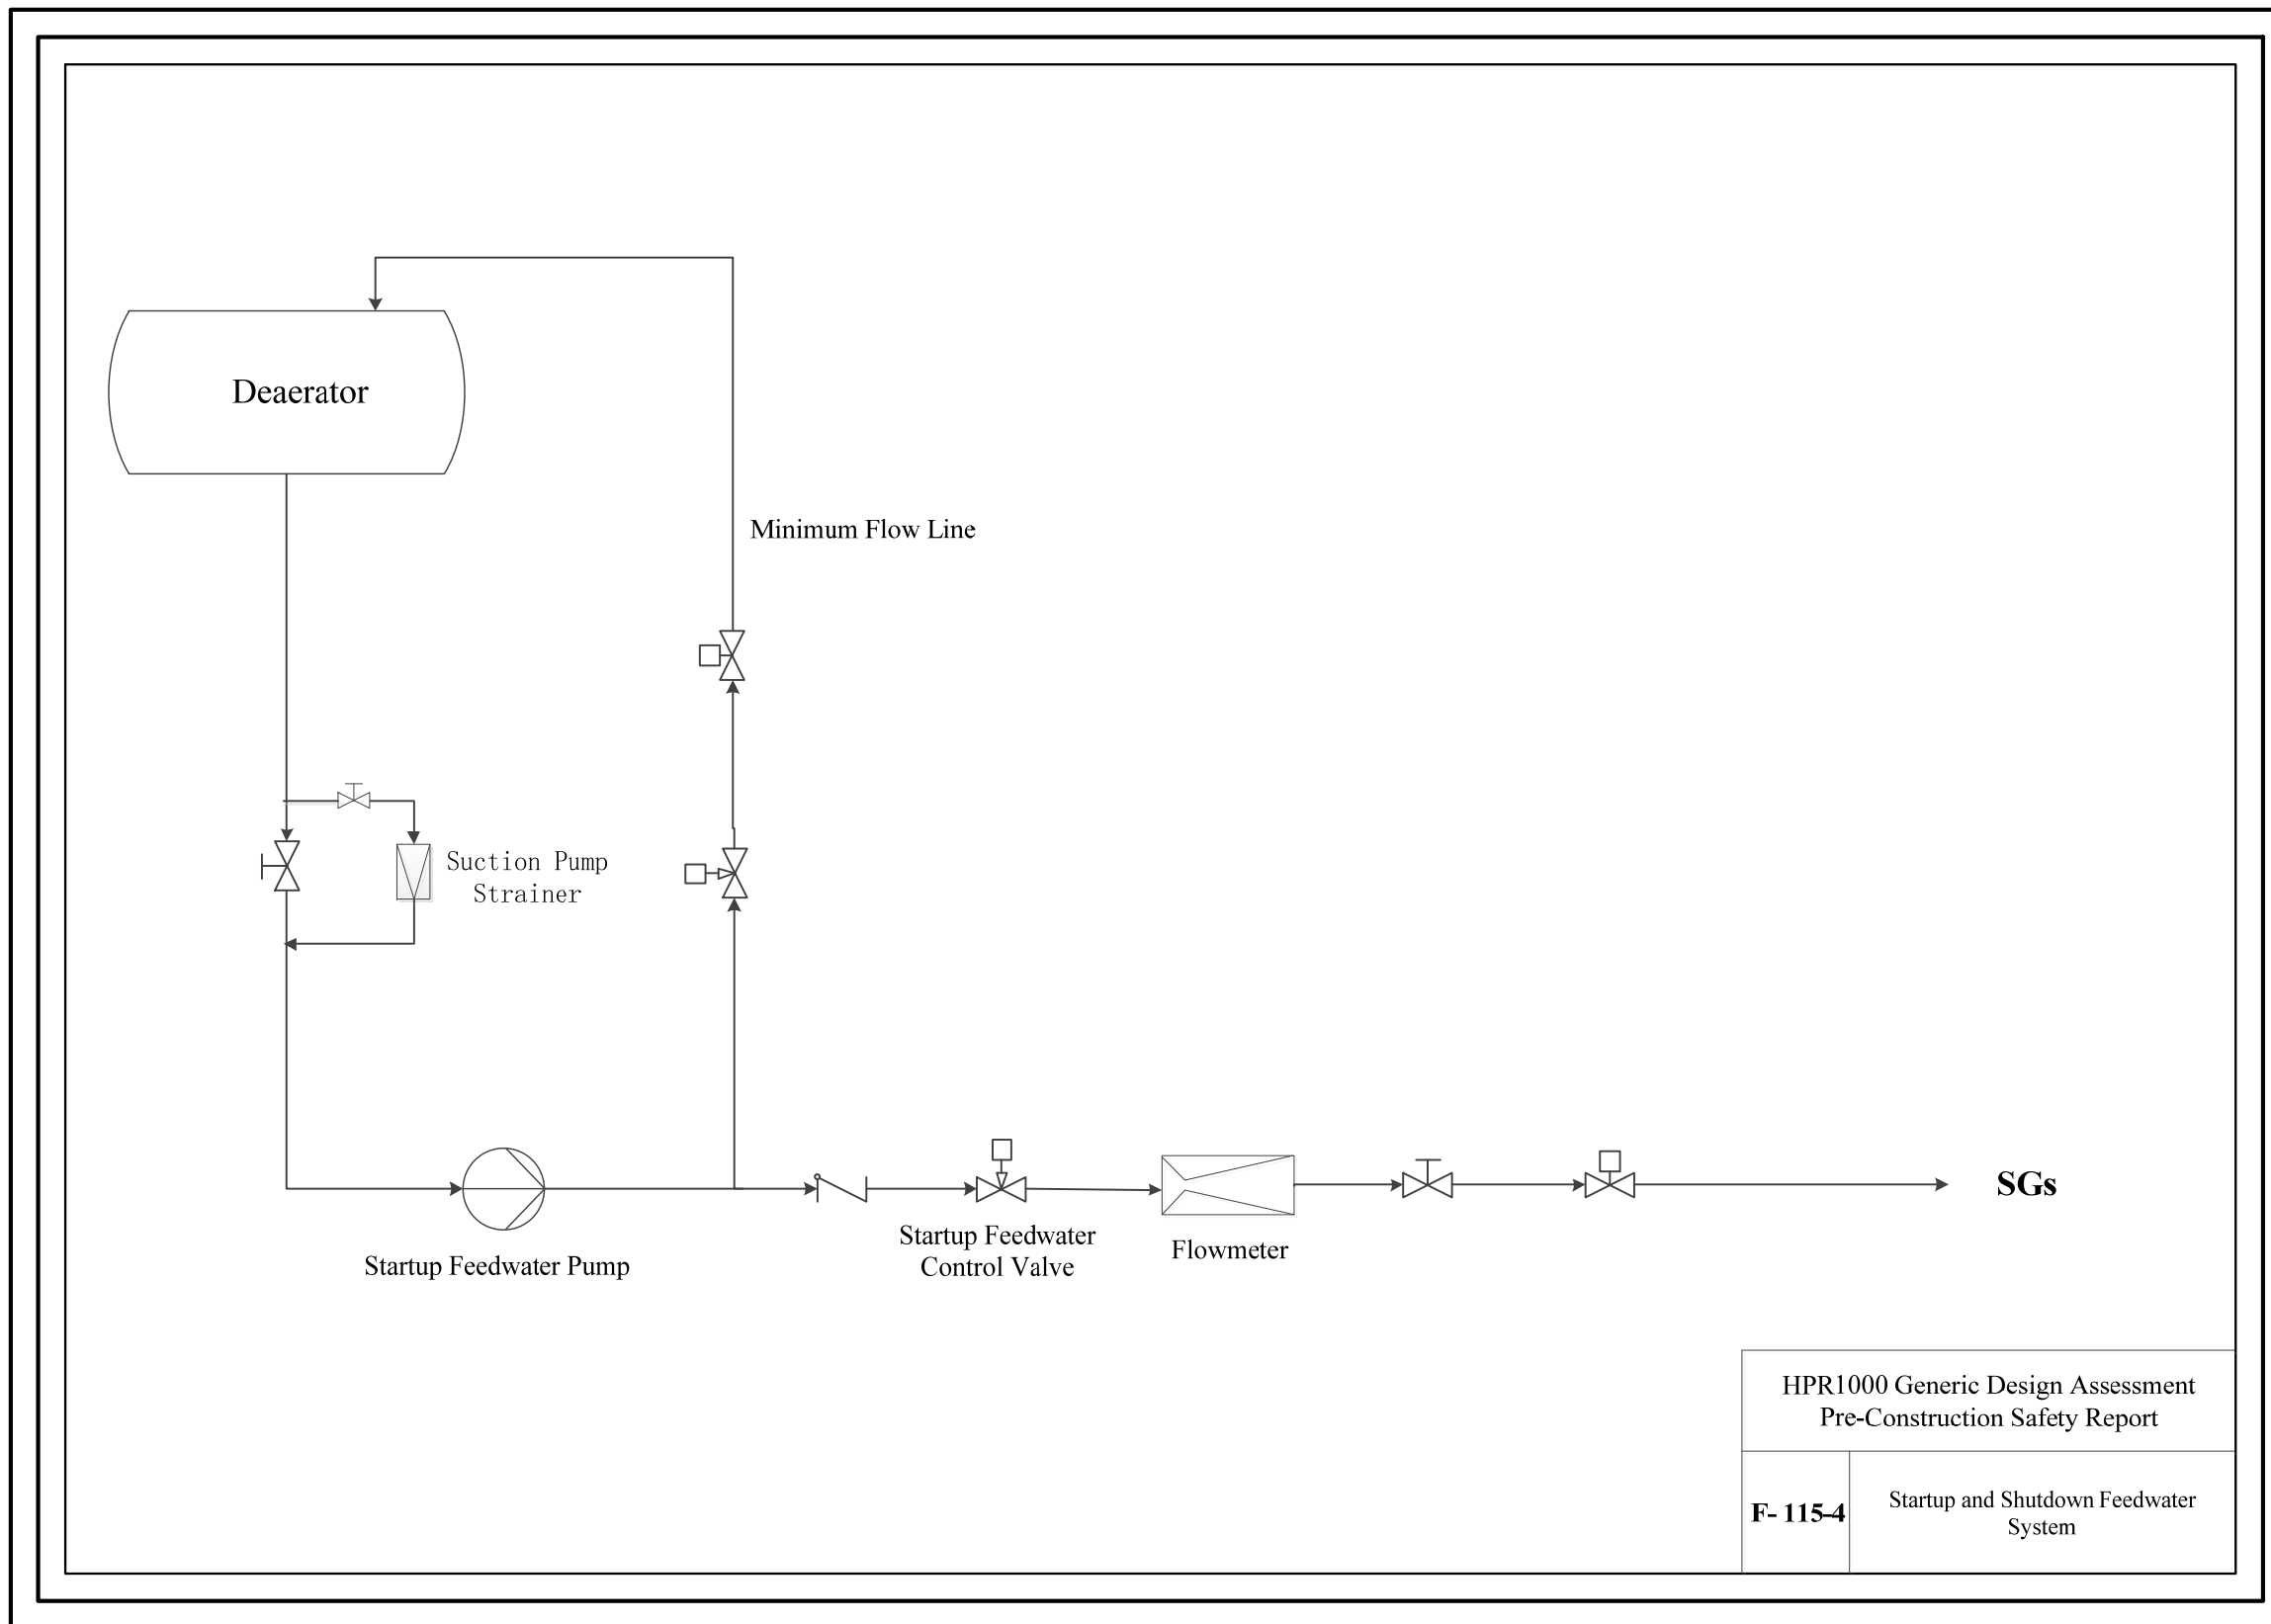 Deaerator
Minimum Flow Line
Suction Pump
Strainer
Startup Feedwater Pump
Startup Feedwater
Control Valve
Flowmeter
SGs
HPR1000 Generic Design Assessment
Pre-Construction Safety Report
F- 115-4
Startup and Shutdown Feedwater
System